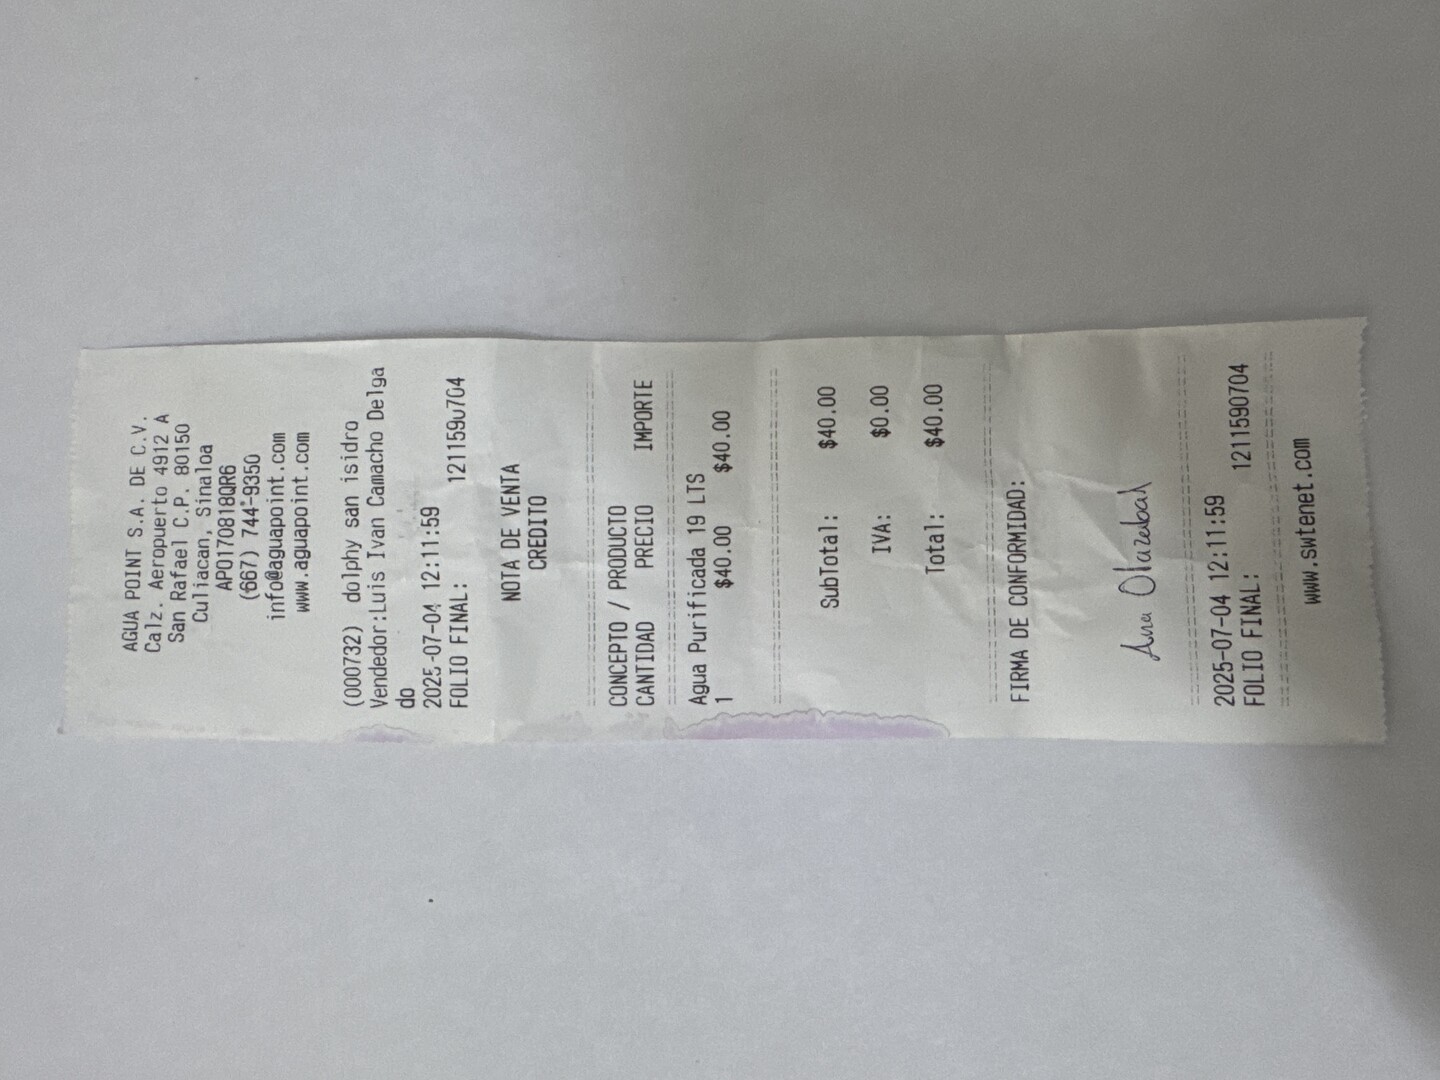 AGUA POINT S.A. DE C.V.
Calz. Aeropuerto 4912 A
San Rafael C.P. 80150
Culiacan, Sinaloa
APO170818QR6
(667) 744-9350
info@aguapoint.com
www.aguapoint.com
(000732) dolphy san isidro
Vendedor:Luis Ivan Camacho Delga
do
2025-07-04 12:11:59
FOLIO FINAL: 1211590704
NOTA DE VENTA
CREDITO
CONCEPTO / PRODUCTO
CANTIDAD PRECIO IMPORTE
Agua Purificada 19 LTS
1 $40.00 $40.00
SubTotal: $40.00
IVA: $0.00
Total: $40.00
FIRMA DE CONFORMIDAD:
Ana
2025-07-04 12:11:59
FOLIO FINAL: 1211590704
www.swtenet.com